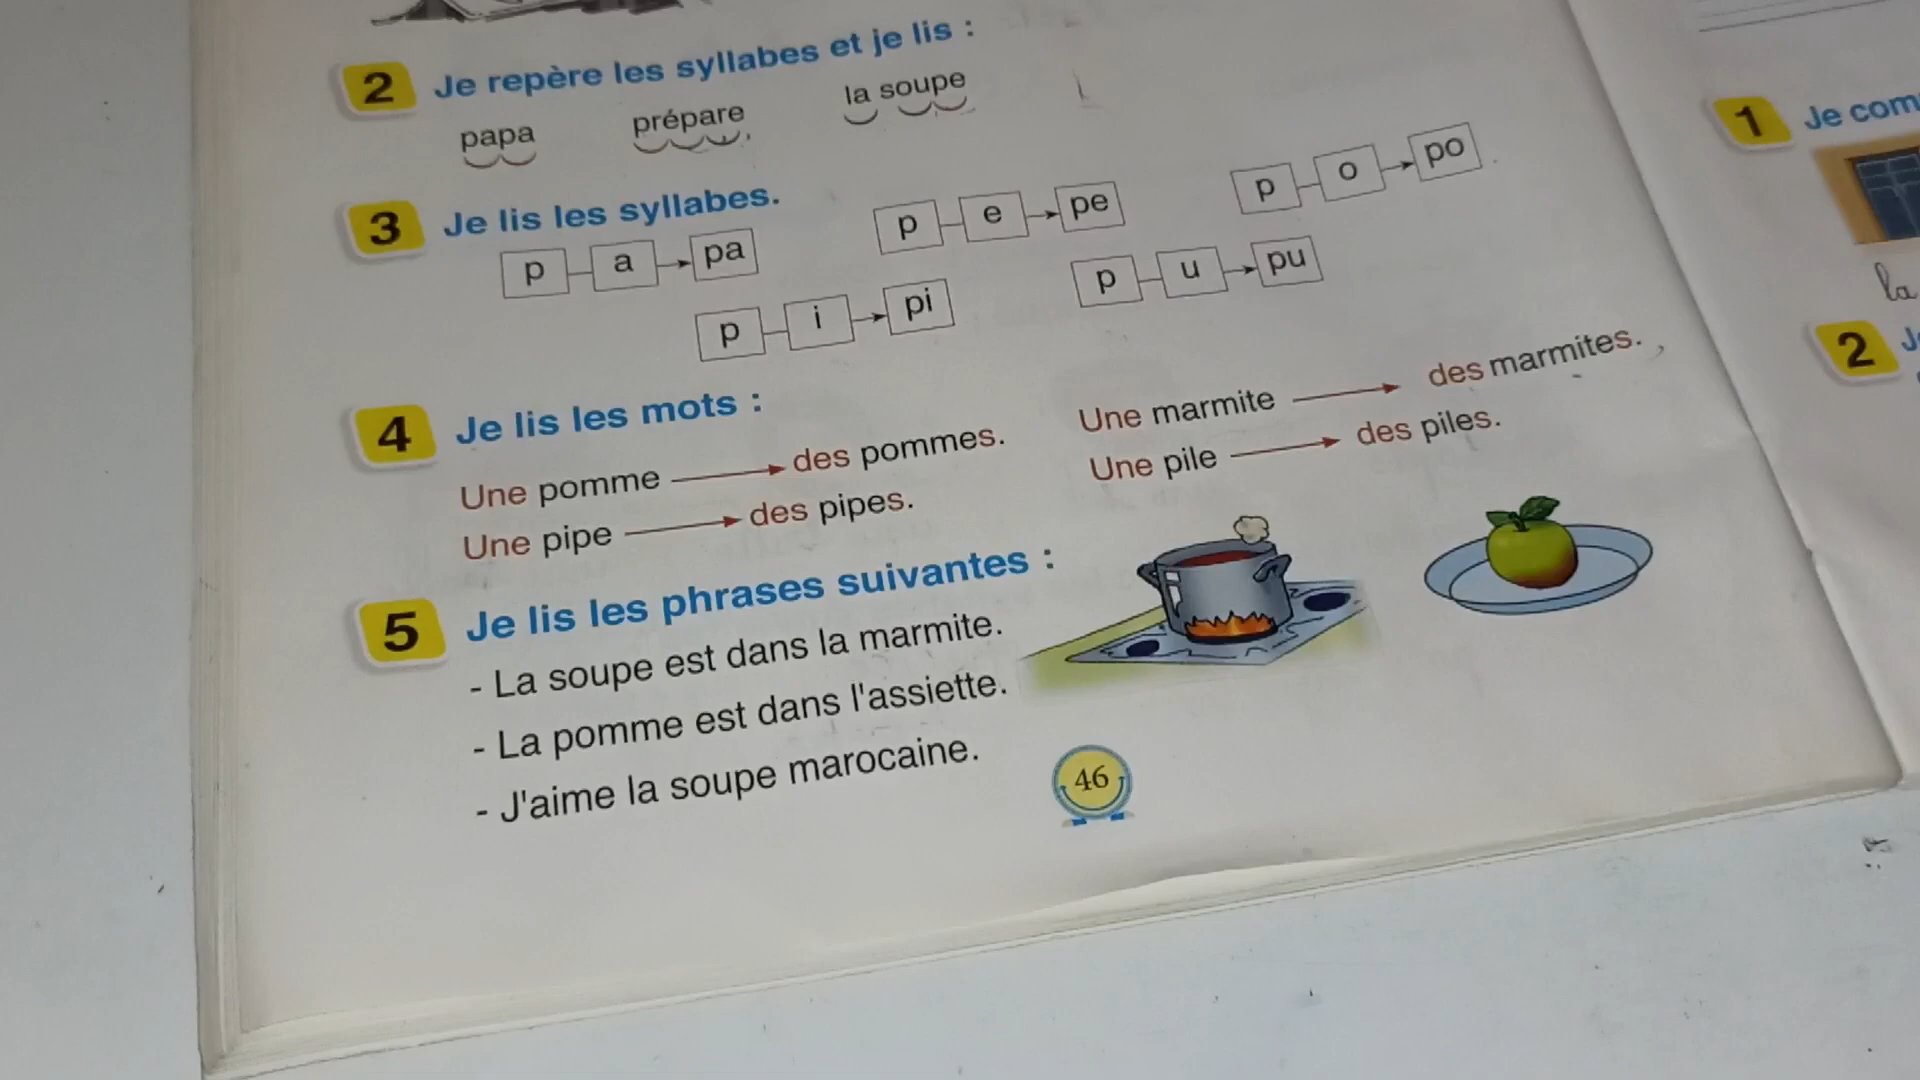 2 Je repère les syllabes et je lis :
papa prépare la soupe
3 Je lis les syllabes.
p a pa
p e pe
p o po
p i pi
p u pu
4 Je lis les mots :
Une pomme des pommes.
Une marmite des marmites.
Une pipe des pipes.
Une pile des piles.
5 Je lis les phrases suivantes :
- La soupe est dans la marmite.
- La pomme est dans l'assiette.
- J'aime la soupe marocaine.
46
1 Je com
la
2